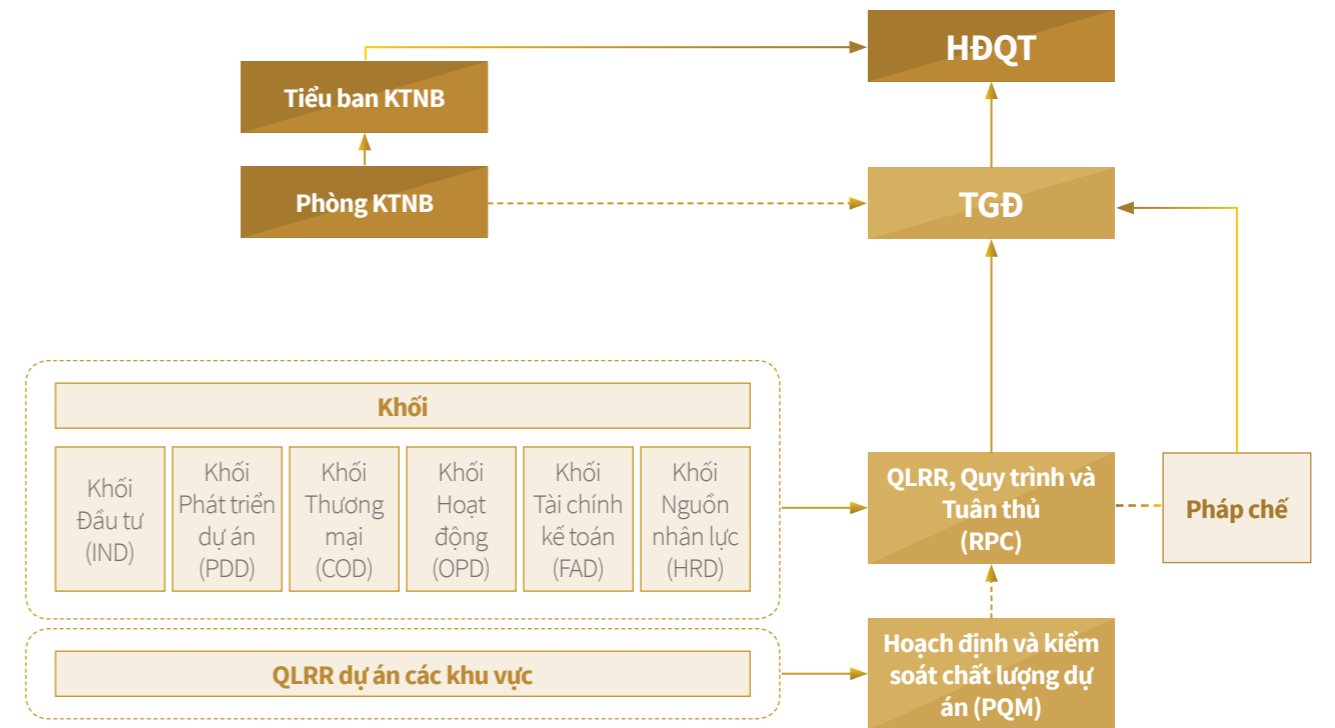 HĐQT
Tiểu ban KTNB
Phòng KTNB
TGĐ
Khối
Khối
Đầu tư
(IND)
Khối
Phát triển
dự án
(PDD)
Khối
Thương
mại
(COD)
Khối
Hoạt
động
(OPD)
Khối
Tài chính
kế toán
(FAD)
Khối
Nguồn
nhân lực
(HRD)
QLRR, Quy trình và
Tuân thủ
(RPC)
Pháp chế
QLRR dự án các khu vực
Hoạch định và kiểm
soát chất lượng dự
án (PQM)